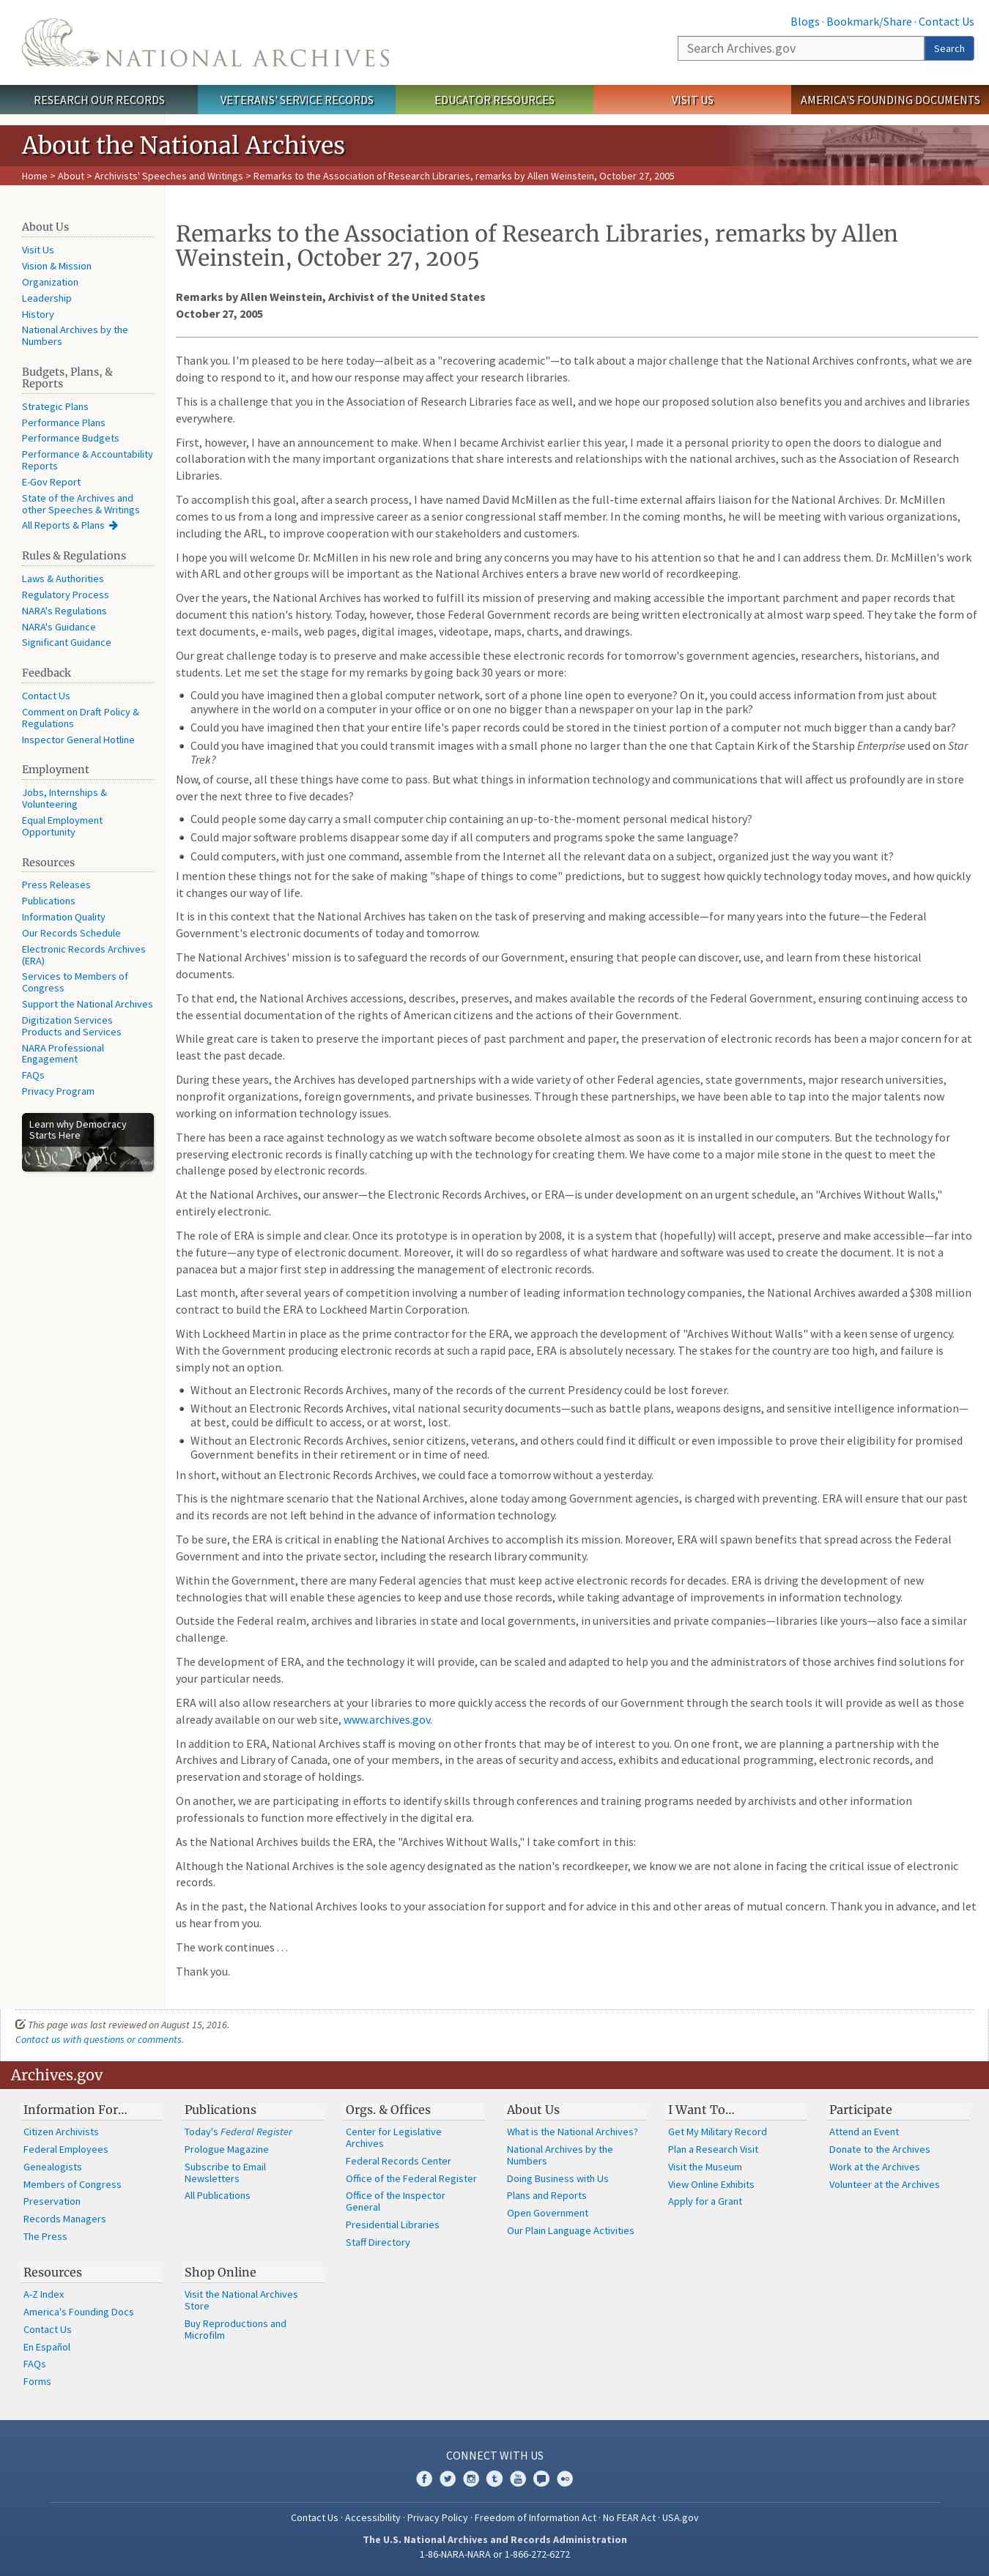 Blogs · Bookmark/Share · Contact Us
NATIONAL ARCHIVES
Search Archives.gov
Search
RESEARCH OUR RECORDS
VETERANS' SERVICE RECORDS
EDUCATOR RESOURCES
VISIT US
AMERICA'S FOUNDING DOCUMENTS
About the National Archives
Home > About > Archivists' Speeches and Writings > Remarks to the Association of Research Libraries, remarks by Allen Weinstein, October 27, 2005
About Us
Visit Us
Vision & Mission
Organization
Leadership
History
National Archives by the
Numbers
Budgets, Plans, &
Reports
Strategic Plans
Performance Plans
Performance Budgets
Performance & Accountability
Reports
E-Gov Report
State of the Archives and
other Speeches & Writings
All Reports & Plans
Rules & Regulations
Laws & Authorities
Regulatory Process
NARA's Regulations
NARA's Guidance
Significant Guidance
Feedback
Contact Us
Comment on Draft Policy &
Regulations
Inspector General Hotline
Employment
Jobs, Internships &
Volunteering
Equal Employment
Opportunity
Resources
Press Releases
Publications
Information Quality
Our Records Schedule
Electronic Records Archives
(ERA)
Services to Members of
Congress
Support the National Archives
Digitization Services
Products and Services
NARA Professional
Engagement
FAQs
Privacy Program
Learn why Democracy
Starts Here
Remarks to the Association of Research Libraries, remarks by Allen
Weinstein, October 27, 2005
Remarks by Allen Weinstein, Archivist of the United States
October 27, 2005
Thank you. I'm pleased to be here today—albeit as a "recovering academic"—to talk about a major challenge that the National Archives confronts, what we are
doing to respond to it, and how our response may affect your research libraries.
This is a challenge that you in the Association of Research Libraries face as well, and we hope our proposed solution also benefits you and archives and libraries
everywhere.
First, however, I have an announcement to make. When I became Archivist earlier this year, I made it a personal priority to open the doors to dialogue and
collaboration with the many important organizations that share interests and relationships with the national archives, such as the Association of Research
Libraries.
To accomplish this goal, after a search process, I have named David McMillen as the full-time external affairs liaison for the National Archives. Dr. McMillen
comes to us from a long and impressive career as a senior congressional staff member. In the coming months, he will be meeting with various organizations,
including the ARL, to improve cooperation with our stakeholders and customers.
I hope you will welcome Dr. McMillen in his new role and bring any concerns you may have to his attention so that he and I can address them. Dr. McMillen's work
with ARL and other groups will be important as the National Archives enters a brave new world of recordkeeping.
Over the years, the National Archives has worked to fulfill its mission of preserving and making accessible the important parchment and paper records that
document this nation's history. Today, however, those Federal Government records are being written electronically at almost warp speed. They take the form of
text documents, e-mails, web pages, digital images, videotape, maps, charts, and drawings.
Our great challenge today is to preserve and make accessible these electronic records for tomorrow's government agencies, researchers, historians, and
students. Let me set the stage for my remarks by going back 30 years or more:
Could you have imagined then a global computer network, sort of a phone line open to everyone? On it, you could access information from just about
anywhere in the world on a computer in your office or on one no bigger than a newspaper on your lap in the park?
Could you have imagined then that your entire life's paper records could be stored in the tiniest portion of a computer not much bigger than a candy bar?
Could you have imagined that you could transmit images with a small phone no larger than the one that Captain Kirk of the Starship Enterprise used on Star
Trek?
Now, of course, all these things have come to pass. But what things in information technology and communications that will affect us profoundly are in store
over the next three to five decades?
Could people some day carry a small computer chip containing an up-to-the-moment personal medical history?
Could major software problems disappear some day if all computers and programs spoke the same language?
Could computers, with just one command, assemble from the Internet all the relevant data on a subject, organized just the way you want it?
I mention these things not for the sake of making "shape of things to come" predictions, but to suggest how quickly technology today moves, and how quickly
it changes our way of life.
It is in this context that the National Archives has taken on the task of preserving and making accessible—for many years into the future—the Federal
Government's electronic documents of today and tomorrow.
The National Archives' mission is to safeguard the records of our Government, ensuring that people can discover, use, and learn from these historical
documents.
To that end, the National Archives accessions, describes, preserves, and makes available the records of the Federal Government, ensuring continuing access to
the essential documentation of the rights of American citizens and the actions of their Government.
While great care is taken to preserve the important pieces of past parchment and paper, the preservation of electronic records has been a major concern for at
least the past decade.
During these years, the Archives has developed partnerships with a wide variety of other Federal agencies, state governments, major research universities,
nonprofit organizations, foreign governments, and private businesses. Through these partnerships, we have been able to tap into the major talents now
working on information technology issues.
There has been a race against technology as we watch software become obsolete almost as soon as it is installed in our computers. But the technology for
preserving electronic records is finally catching up with the technology for creating them. We have come to a major mile stone in the quest to meet the
challenge posed by electronic records.
At the National Archives, our answer—the Electronic Records Archives, or ERA—is under development on an urgent schedule, an "Archives Without Walls,"
entirely electronic.
The role of ERA is simple and clear. Once its prototype is in operation by 2008, it is a system that (hopefully) will accept, preserve and make accessible—far into
the future—any type of electronic document. Moreover, it will do so regardless of what hardware and software was used to create the document. It is not a
panacea but a major first step in addressing the management of electronic records.
Last month, after several years of competition involving a number of leading information technology companies, the National Archives awarded a $308 million
contract to build the ERA to Lockheed Martin Corporation.
With Lockheed Martin in place as the prime contractor for the ERA, we approach the development of "Archives Without Walls" with a keen sense of urgency.
With the Government producing electronic records at such a rapid pace, ERA is absolutely necessary. The stakes for the country are too high, and failure is
simply not an option.
Without an Electronic Records Archives, many of the records of the current Presidency could be lost forever.
Without an Electronic Records Archives, vital national security documents—such as battle plans, weapons designs, and sensitive intelligence information—
at best, could be difficult to access, or at worst, lost.
Without an Electronic Records Archives, senior citizens, veterans, and others could find it difficult or even impossible to prove their eligibility for promised
Government benefits in their retirement or in time of need.
In short, without an Electronic Records Archives, we could face a tomorrow without a yesterday.
This is the nightmare scenario that the National Archives, alone today among Government agencies, is charged with preventing. ERA will ensure that our past
and its records are not left behind in the advance of information technology.
To be sure, the ERA is critical in enabling the National Archives to accomplish its mission. Moreover, ERA will spawn benefits that spread across the Federal
Government and into the private sector, including the research library community.
Within the Government, there are many Federal agencies that must keep active electronic records for decades. ERA is driving the development of new
technologies that will enable these agencies to keep and use those records, while taking advantage of improvements in information technology.
Outside the Federal realm, archives and libraries in state and local governments, in universities and private companies—libraries like yours—also face a similar
challenge.
The development of ERA, and the technology it will provide, can be scaled and adapted to help you and the administrators of those archives find solutions for
your particular needs.
ERA will also allow researchers at your libraries to more quickly access the records of our Government through the search tools it will provide as well as those
already available on our web site, www.archives.gov.
In addition to ERA, National Archives staff is moving on other fronts that may be of interest to you. On one front, we are planning a partnership with the
Archives and Library of Canada, one of your members, in the areas of security and access, exhibits and educational programming, electronic records, and
preservation and storage of holdings.
On another, we are participating in efforts to identify skills through conferences and training programs needed by archivists and other information
professionals to function more effectively in the digital era.
As the National Archives builds the ERA, the "Archives Without Walls," I take comfort in this:
Although the National Archives is the sole agency designated as the nation's recordkeeper, we know we are not alone in facing the critical issue of electronic
records.
As in the past, the National Archives looks to your association for support and for advice in this and other areas of mutual concern. Thank you in advance, and let
us hear from you.
The work continues . . .
Thank you.
This page was last reviewed on August 15, 2016.
Contact us with questions or comments.
Archives.gov
Information For…
Citizen Archivists
Federal Employees
Genealogists
Members of Congress
Preservation
Records Managers
The Press
Publications
Today's Federal Register
Prologue Magazine
Subscribe to Email
Newsletters
All Publications
Orgs. & Offices
Center for Legislative
Archives
Federal Records Center
Office of the Federal Register
Office of the Inspector
General
Presidential Libraries
Staff Directory
About Us
What is the National Archives?
National Archives by the
Numbers
Doing Business with Us
Plans and Reports
Open Government
Our Plain Language Activities
I Want To…
Get My Military Record
Plan a Research Visit
Visit the Museum
View Online Exhibits
Apply for a Grant
Participate
Attend an Event
Donate to the Archives
Work at the Archives
Volunteer at the Archives
Resources
A-Z Index
America's Founding Docs
Contact Us
En Español
FAQs
Forms
Shop Online
Visit the National Archives
Store
Buy Reproductions and
Microfilm
CONNECT WITH US
Contact Us · Accessibility · Privacy Policy · Freedom of Information Act · No FEAR Act · USA.gov
The U.S. National Archives and Records Administration
1-86-NARA-NARA or 1-866-272-6272